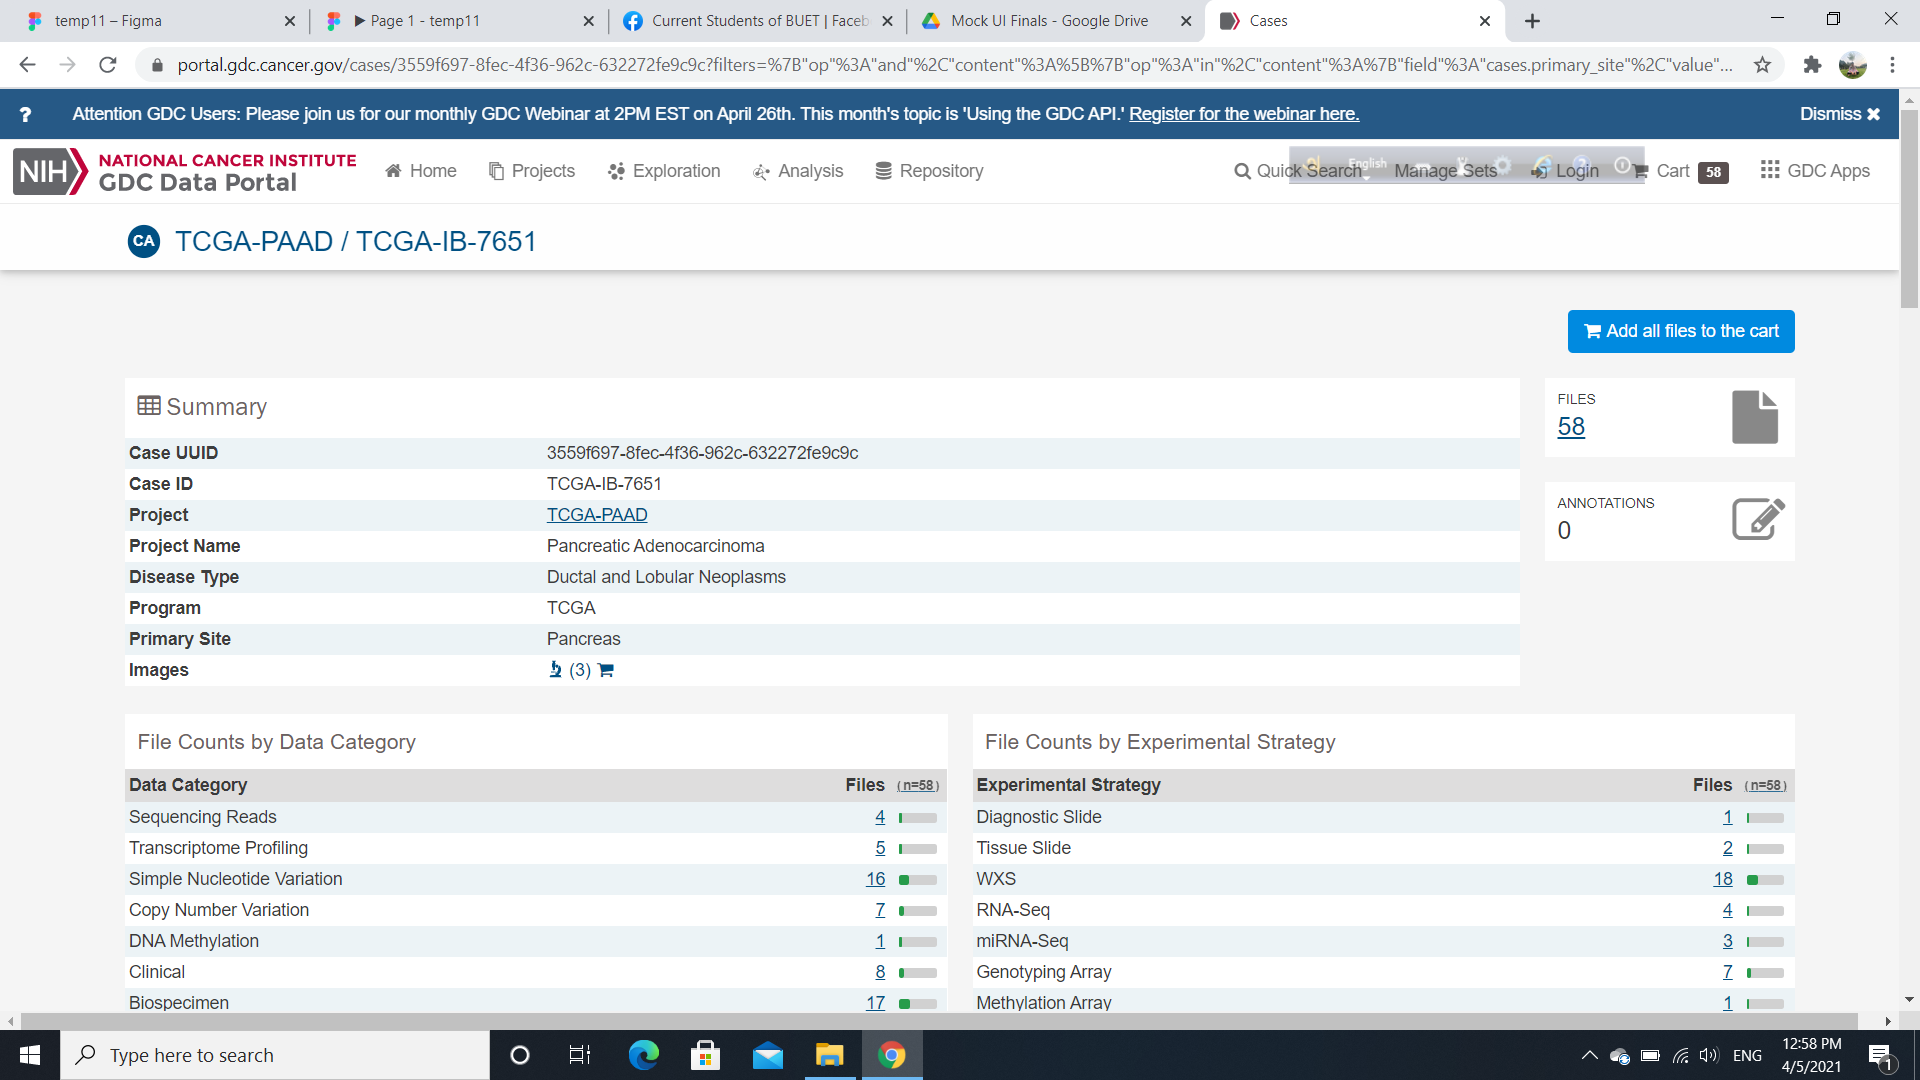 temp11 – Figma
▶ Page 1 - temp11
Current Students of BUET | Faceb
Mock UI Finals - Google Drive
Cases
portal.gdc.cancer.gov/cases/3559f697-8fec-4f36-962c-632272fe9c9c?filters=%7B"op"%3A"and"%2C"content"%3A%5B%7B"op"%3A"in"%2C"content"%3A%7B"field"%3A"cases.primary_site"%2C"value"...
? Attention GDC Users: Please join us for our monthly GDC Webinar at 2PM EST on April 26th. This month's topic is 'Using the GDC API.' Register for the webinar here. Dismiss ✖
NIH NATIONAL CANCER INSTITUTE
GDC Data Portal
Home Projects Exploration Analysis Repository Quick Search Manage Sets Login Cart 58 GDC Apps
English
CA TCGA-PAAD / TCGA-IB-7651
Add all files to the cart
Summary
Case UUID 3559f697-8fec-4f36-962c-632272fe9c9c
Case ID TCGA-IB-7651
Project TCGA-PAAD
Project Name Pancreatic Adenocarcinoma
Disease Type Ductal and Lobular Neoplasms
Program TCGA
Primary Site Pancreas
Images (3)
FILES
58
ANNOTATIONS
0
File Counts by Data Category
Data Category Files (n=58)
Sequencing Reads 4
Transcriptome Profiling 5
Simple Nucleotide Variation 16
Copy Number Variation 7
DNA Methylation 1
Clinical 8
Biospecimen 17
File Counts by Experimental Strategy
Experimental Strategy Files (n=58)
Diagnostic Slide 1
Tissue Slide 2
WXS 18
RNA-Seq 4
miRNA-Seq 3
Genotyping Array 7
Methylation Array 1
Type here to search
ENG
12:58 PM
4/5/2021
1